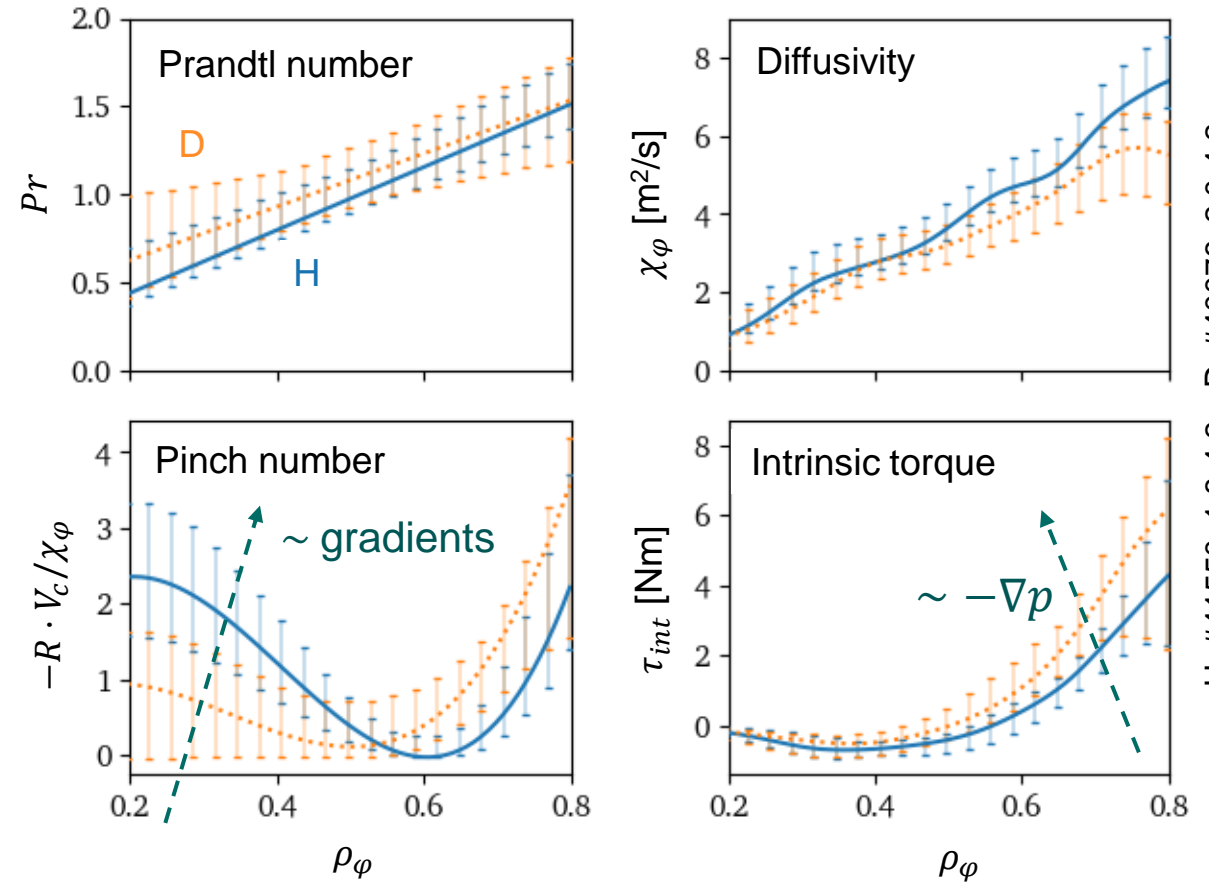 2.0
1.5
1.0
0.5
0.0
Pr
Prandtl number
D
H
8
6
4
2
0
χφ [m²/s]
Diffusivity
4
3
2
1
0
−R · Vc/χφ
Pinch number
~ gradients
0.2 0.4 0.6 0.8
ρφ
8
6
4
2
0
τint [Nm]
Intrinsic torque
~ −∇p
0.2 0.4 0.6 0.8
ρφ